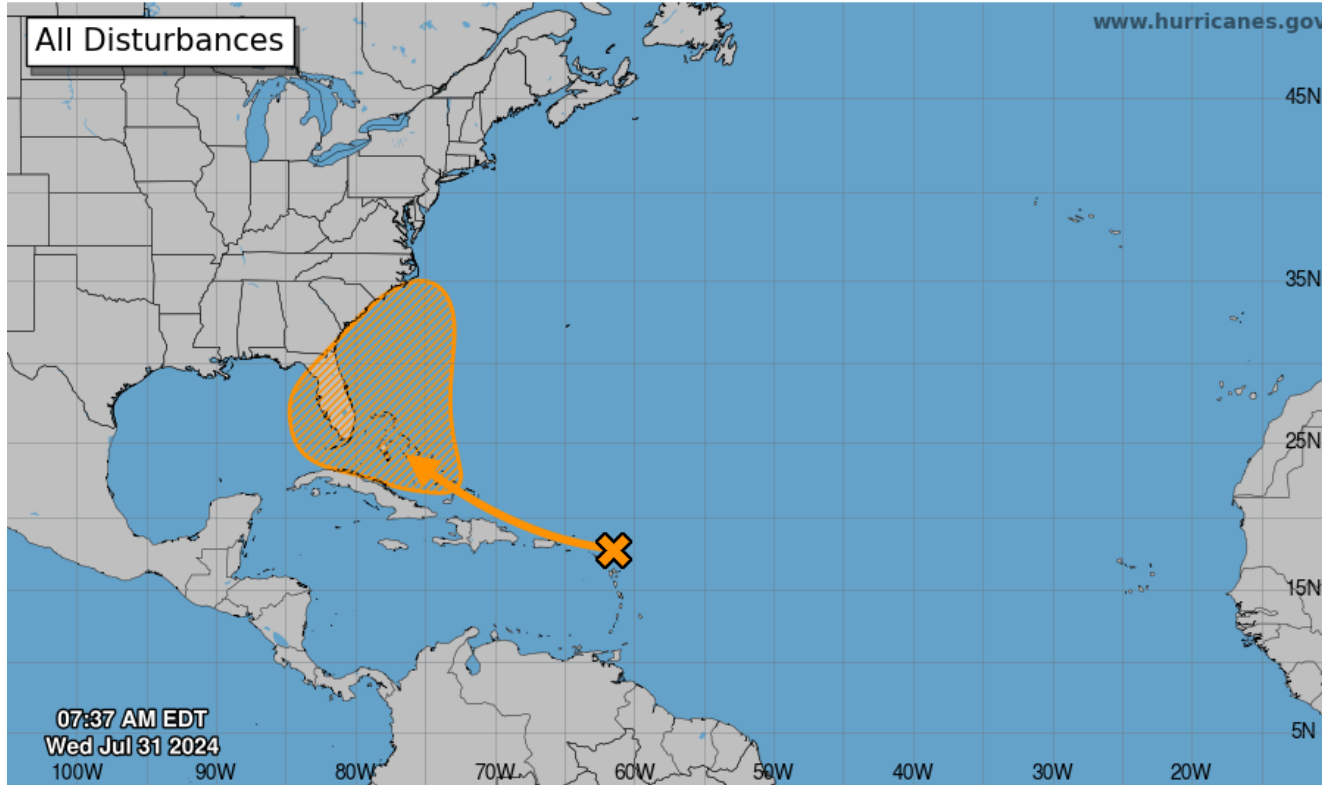 All Disturbances
www.hurricanes.gov
45N
35N
25N
15N
5N
07:37 AM EDT
Wed Jul 31 2024
100W 90W 80W 70W 60W 50W 40W 30W 20W